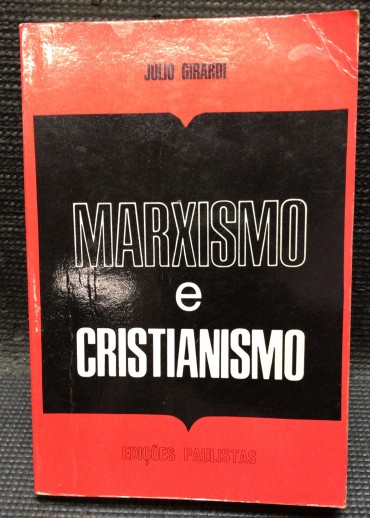 JULIO GIRARDI
MARXISMO
e
CRISTIANISMO
EDIÇÕES PAULISTAS